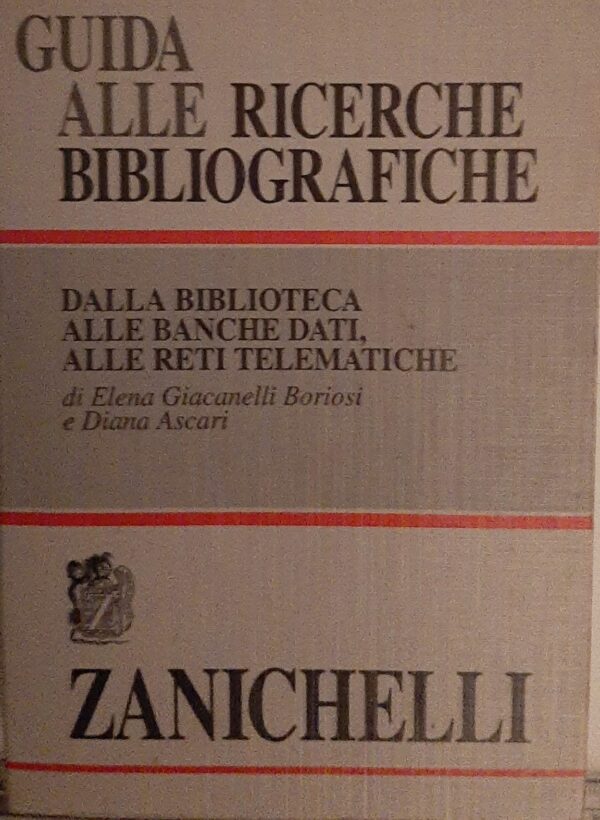 GUIDA
ALLE RICERCHE
BIBLIOGRAFICHE
DALLA BIBLIOTECA
ALLE BANCHE DATI,
ALLE RETI TELEMATICHE
di Elena Giacanelli Boriosi
e Diana Ascari
Z
ZANICHELLI